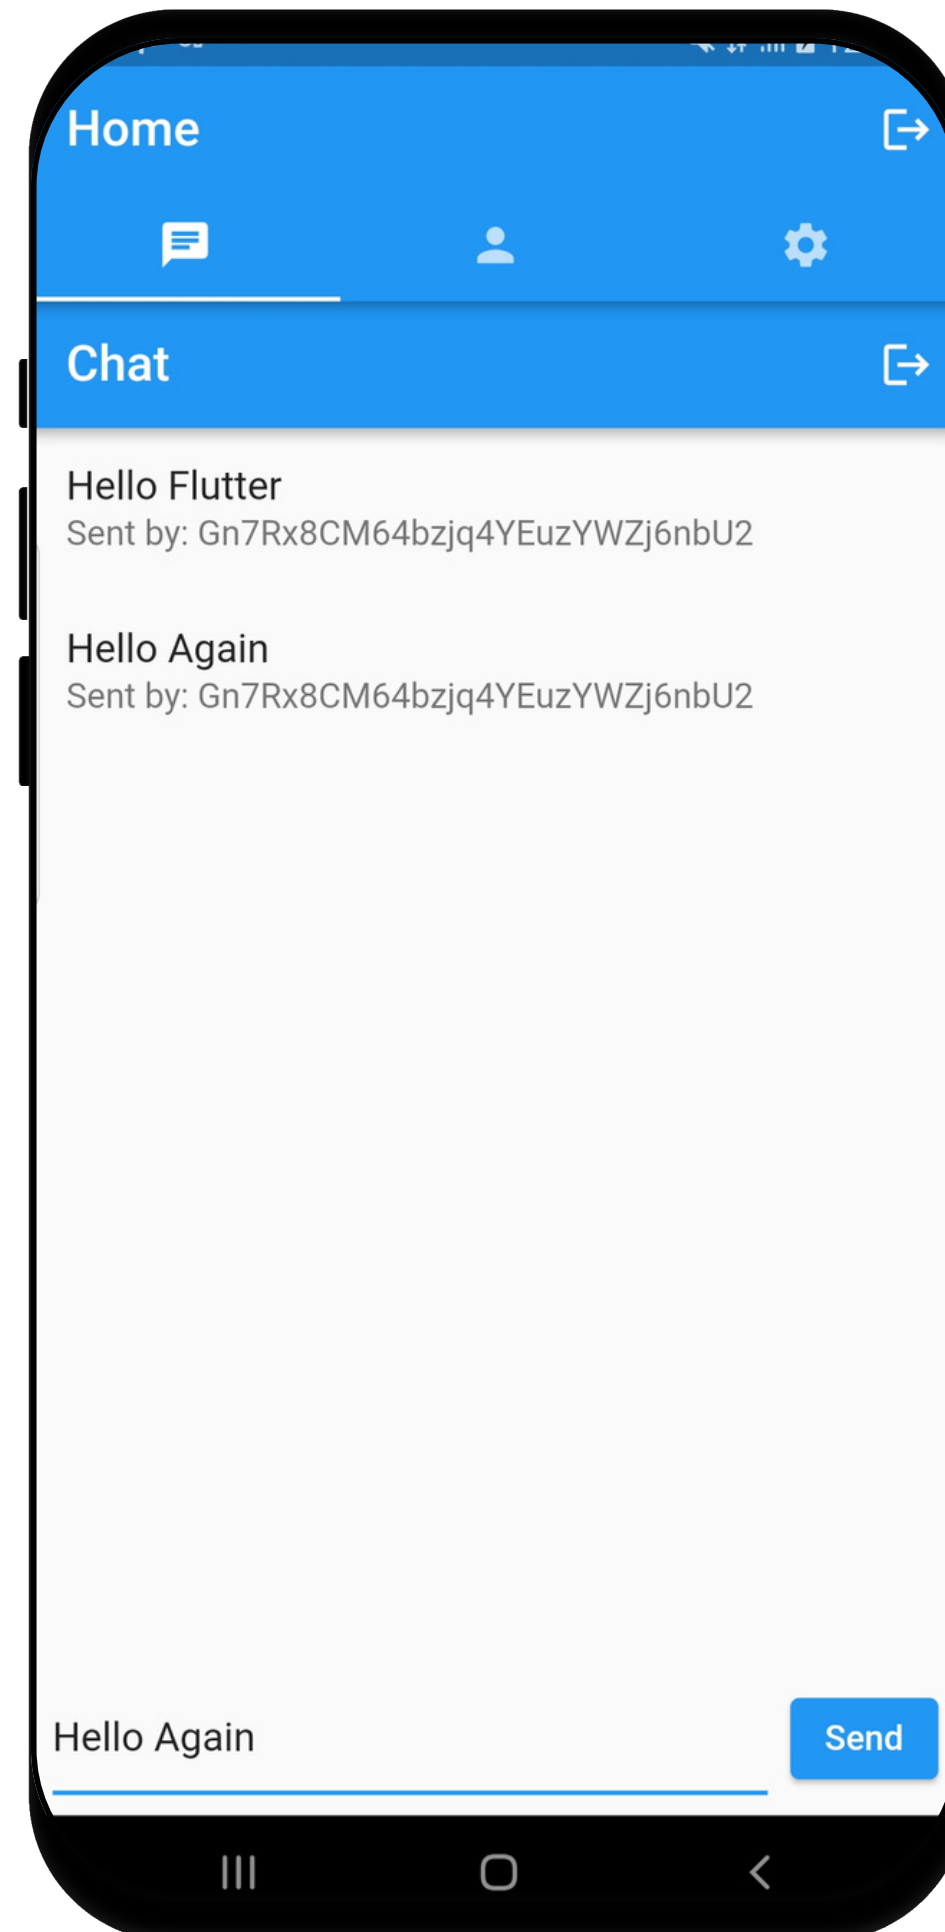 Home
Chat
Hello Flutter
Sent by: Gn7Rx8CM64bzjq4YEuzYWZj6nbU2
Hello Again
Sent by: Gn7Rx8CM64bzjq4YEuzYWZj6nbU2
Hello Again
Send